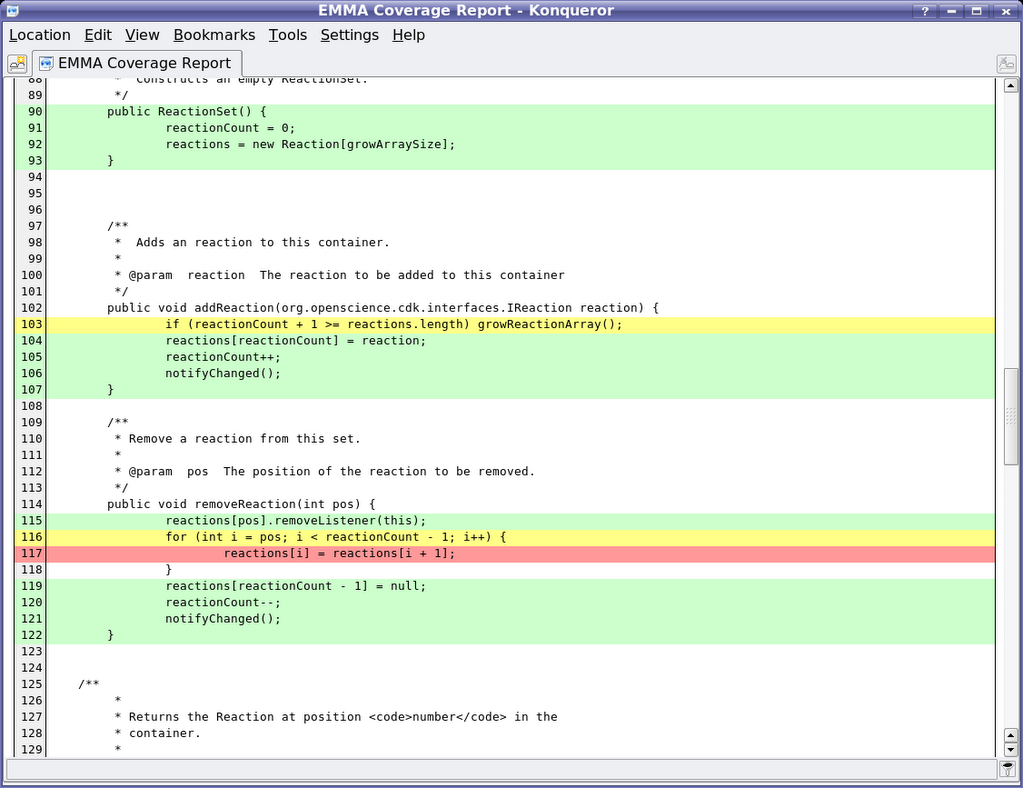 EMMA Coverage Report - Konqueror
Location Edit View Bookmarks Tools Settings Help
EMMA Coverage Report
88 * Constructs an empty ReactionSet.
89 */
90 public ReactionSet() {
91 reactionCount = 0;
92 reactions = new Reaction[growArraySize];
93 }
94
95
96
97 /**
98 * Adds an reaction to this container.
99 *
100 * @param reaction The reaction to be added to this container
101 */
102 public void addReaction(org.openscience.cdk.interfaces.IReaction reaction) {
103 if (reactionCount + 1 >= reactions.length) growReactionArray();
104 reactions[reactionCount] = reaction;
105 reactionCount++;
106 notifyChanged();
107 }
108
109 /**
110 * Remove a reaction from this set.
111 *
112 * @param pos The position of the reaction to be removed.
113 */
114 public void removeReaction(int pos) {
115 reactions[pos].removeListener(this);
116 for (int i = pos; i < reactionCount - 1; i++) {
117 reactions[i] = reactions[i + 1];
118 }
119 reactions[reactionCount - 1] = null;
120 reactionCount--;
121 notifyChanged();
122 }
123
124
125 /**
126 *
127 * Returns the Reaction at position <code>number</code> in the
128 * container.
129 *